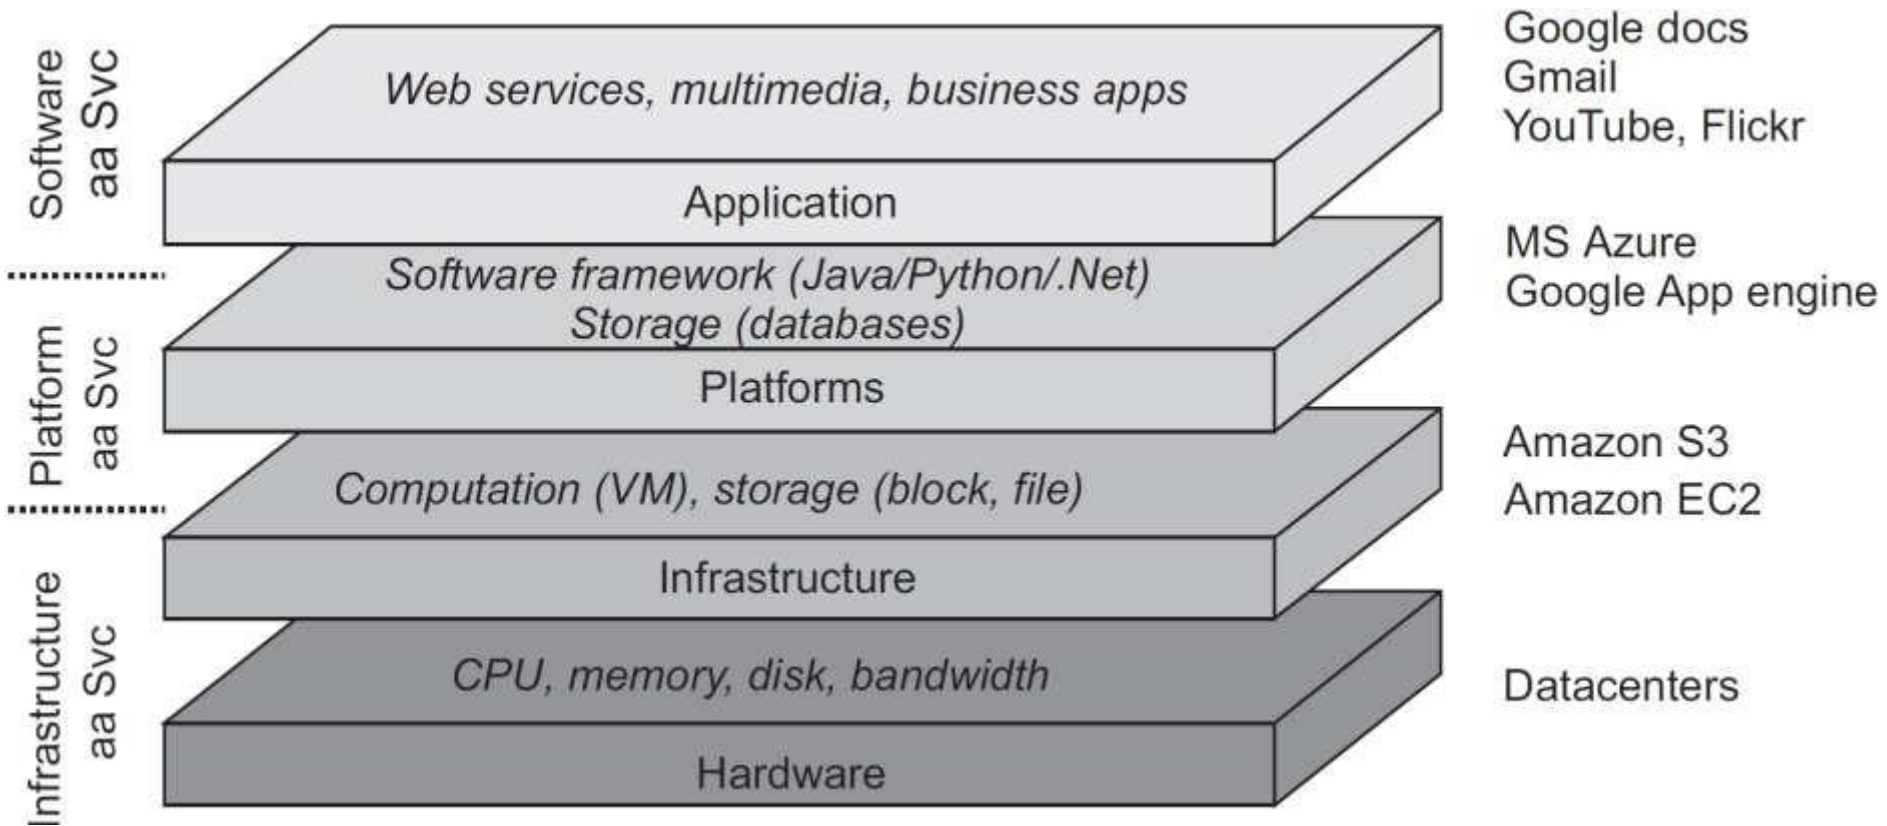 Software
aa Svc
Web services, multimedia, business apps
Application
Google docs
Gmail
YouTube, Flickr
Platform
aa Svc
Software framework (Java/Python/.Net)
Storage (databases)
Platforms
MS Azure
Google App engine
Infrastructure
aa Svc
Computation (VM), storage (block, file)
Infrastructure
Amazon S3
Amazon EC2
CPU, memory, disk, bandwidth
Hardware
Datacenters